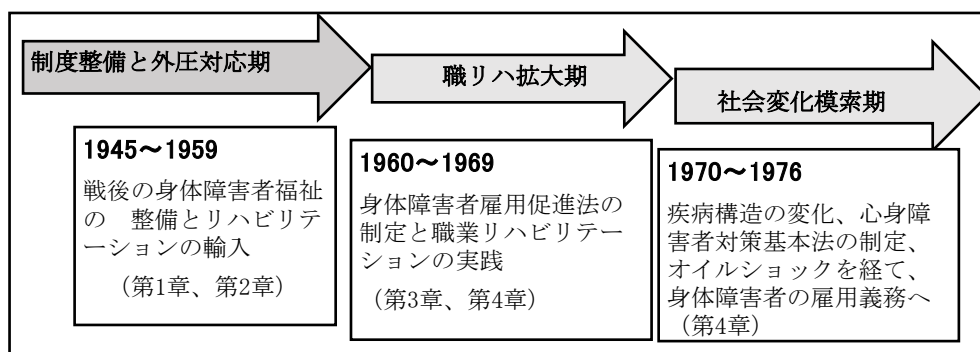 制度整備と外圧対応期
職リハ拡大期
社会変化模索期
1945～1959
戦後の身体障害者福祉
の　整備とリハビリテ
ーションの輸入
（第1章、第2章）
1960～1969
身体障害者雇用促進法の
制定と職業リハビリテー
ションの実践
（第3章、第4章）
1970～1976
疾病構造の変化、心身障
害者対策基本法の制定、
オイルショックを経て、
身体障害者の雇用義務へ
（第4章）